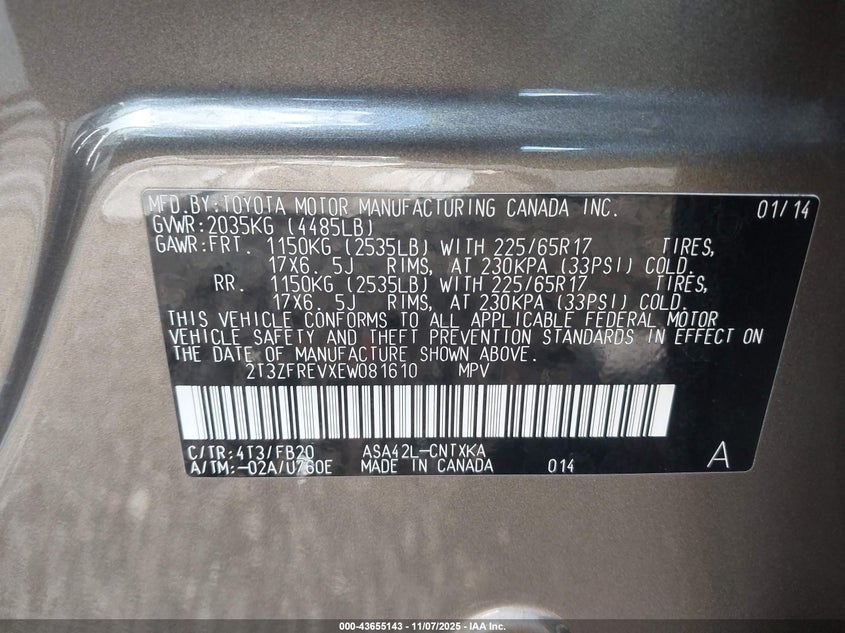 MFD.BY:TOYOTA MOTOR MANUFACTURING CANADA INC. 01/14
GVWR:2035KG (4485LB)
GAWR:FRT. 1150KG (2535LB) WITH 225/65R17 TIRES,
17X6.5J RIMS, AT 230KPA (33PSI) COLD.
RR. 1150KG (2535LB) WITH 225/65R17 TIRES,
17X6.5J RIMS, AT 230KPA (33PSI) COLD.
THIS VEHICLE CONFORMS TO ALL APPLICABLE FEDERAL MOTOR
VEHICLE SAFETY AND THEFT PREVENTION STANDARDS IN EFFECT ON
THE DATE OF MANUFACTURE SHOWN ABOVE.
2T3ZFREVXEW081610 MPV
C/TR:4T3/FB20 ASA42L-CNTXKA
A/TM:-02A/U760E MADE IN CANADA 014 A
000-43655143 - 11/07/2025 - IAA Inc.